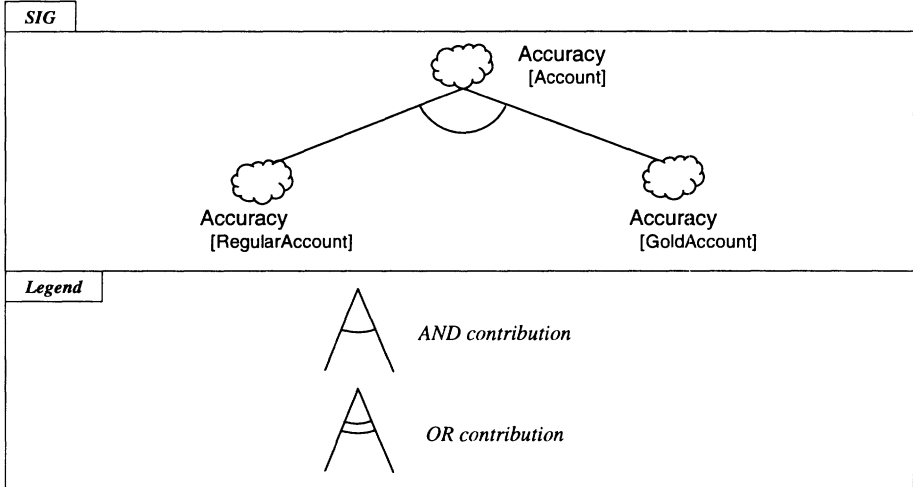 SIG
Accuracy
[Account]
Accuracy
[RegularAccount]
Accuracy
[GoldAccount]
Legend
AND contribution
OR contribution